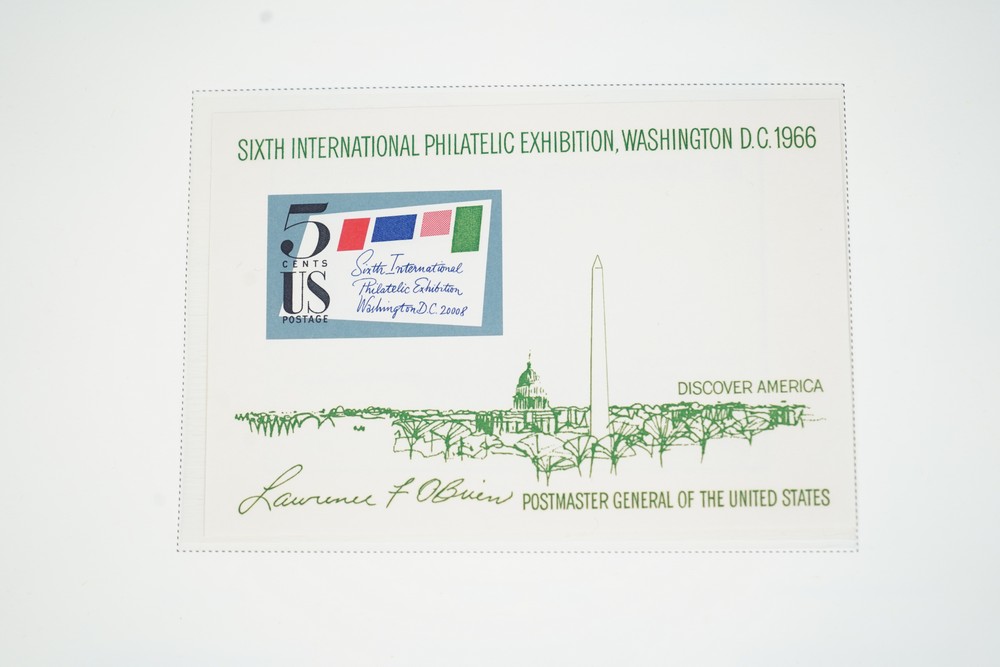 SIXTH INTERNATIONAL PHILATELIC EXHIBITION, WASHINGTON D.C. 1966
5
CENTS
US
POSTAGE
Sixth International
Philatelic Exhibition
Washington D.C. 20008
DISCOVER AMERICA
Lawrence F O'Brien
POSTMASTER GENERAL OF THE UNITED STATES